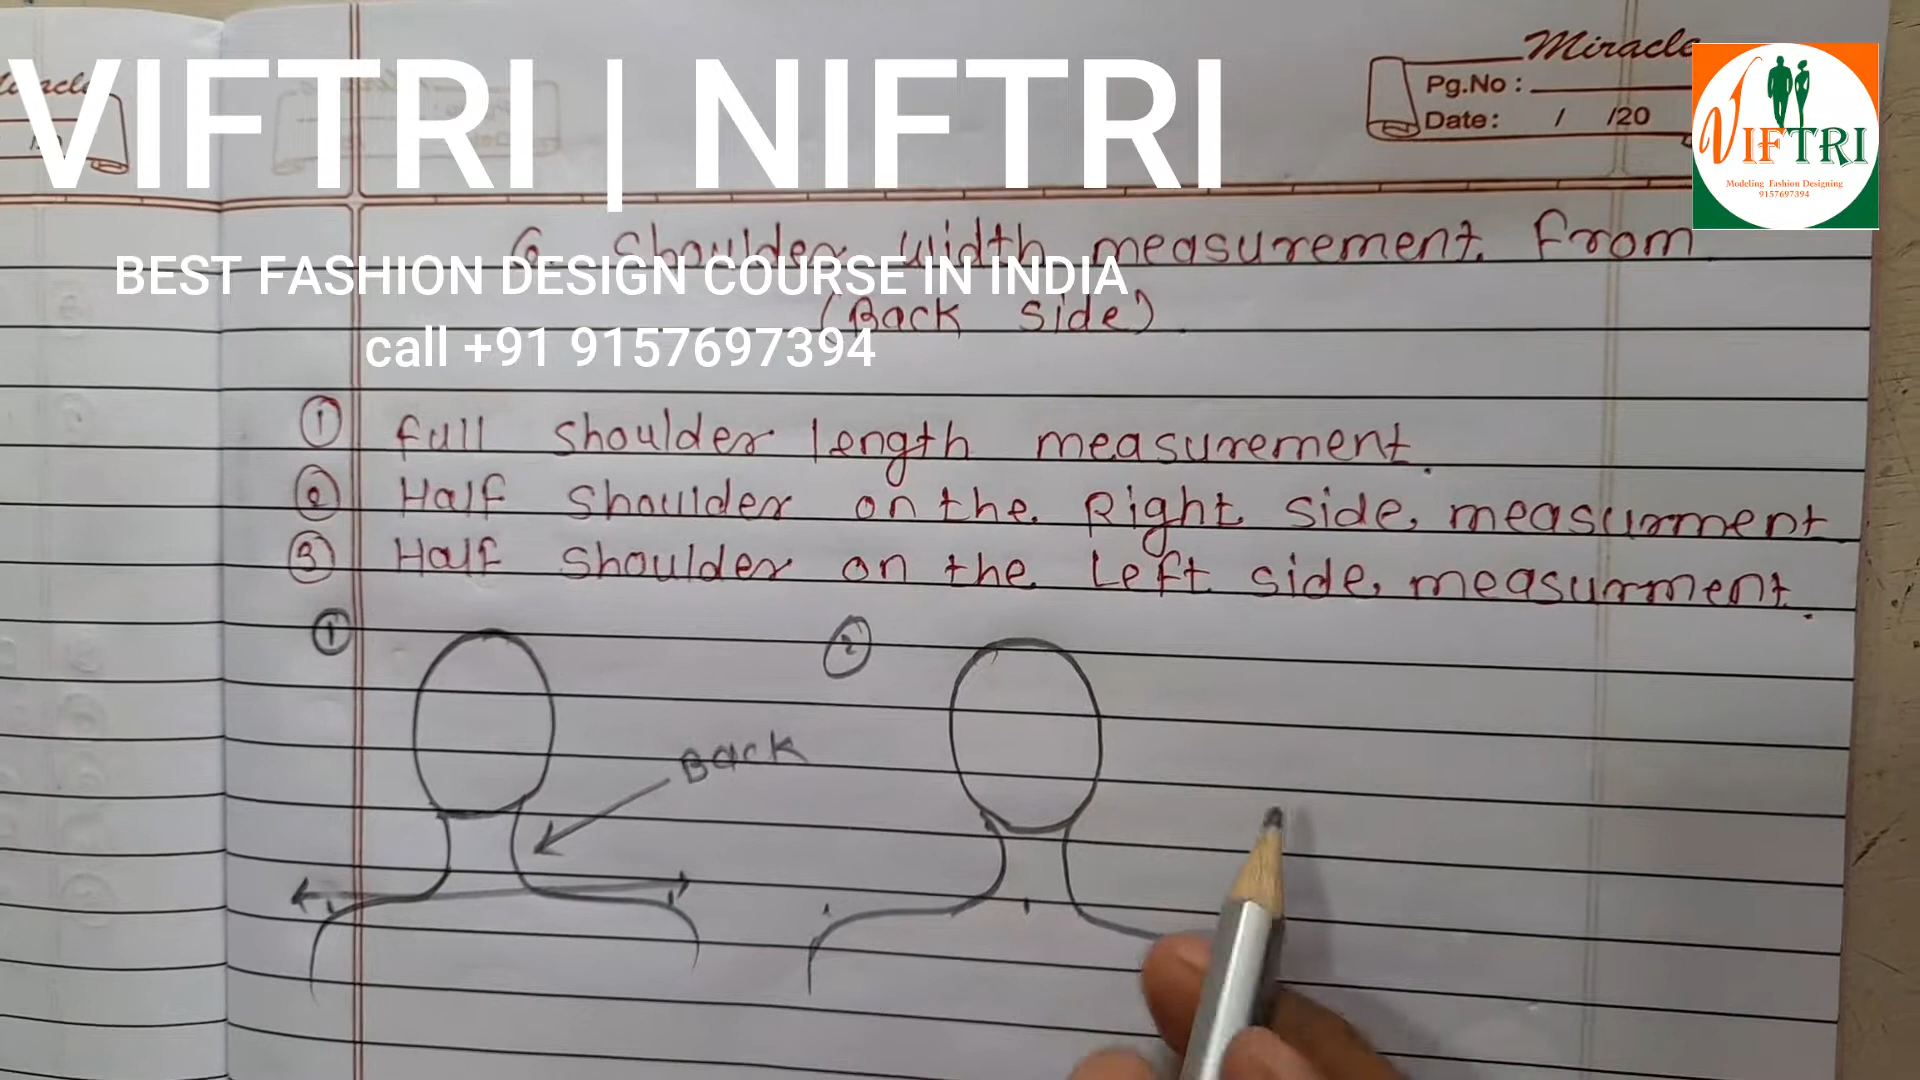 Miracle
Pg.No :
Date: / /20
VIFTRI | NIFTRI
VIFTRI
Modeling Fashion Designing
9157697394
6. Shoulder width measurement From
BEST FASHION DESIGN COURSE IN INDIA
(Back side)
call +91 9157697394
① full shoulder length measurement.
② Half shoulder on the Right side, measurment
③ Half shoulder on the Left side, measurment.
①
②
Back